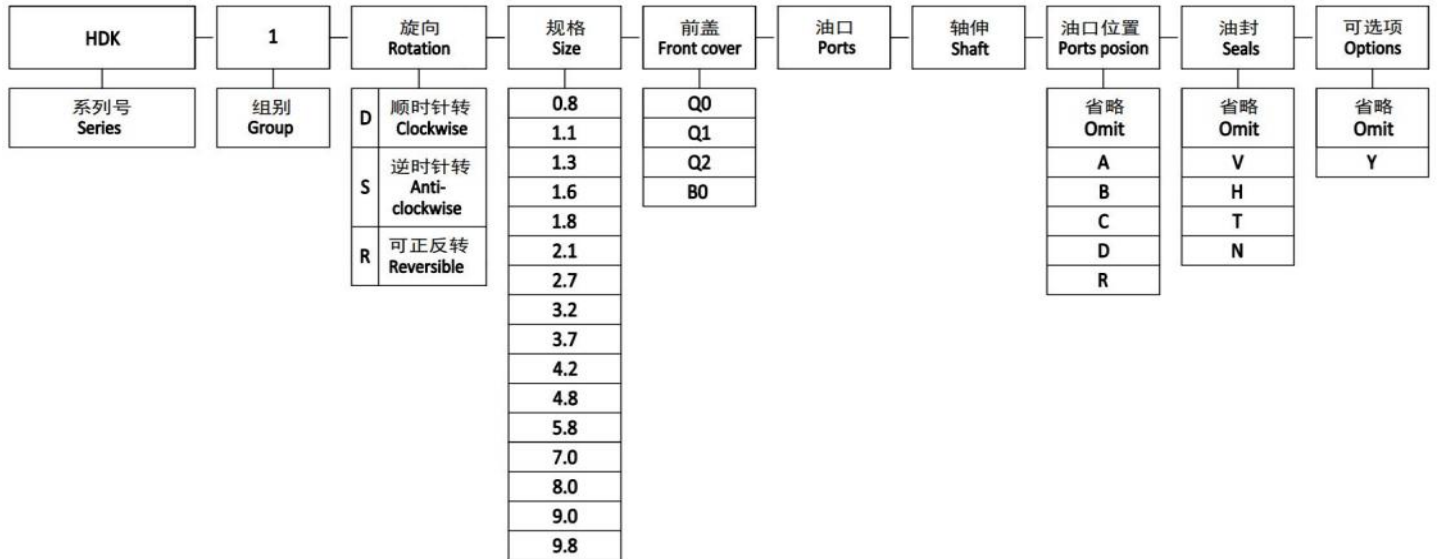 HDK
1
旋向
Rotation
规格
Size
前盖
Front cover
油口
Ports
轴伸
Shaft
油口位置
Ports posion
油封
Seals
可选项
Options
系列号
Series
组别
Group
D
顺时针转
Clockwise
S
逆时针转
Anti-
clockwise
R
可正反转
Reversible
0.8
1.1
1.3
1.6
1.8
2.1
2.7
3.2
3.7
4.2
4.8
5.8
7.0
8.0
9.0
9.8
Q0
Q1
Q2
B0
省略
Omit
A
B
C
D
R
省略
Omit
V
H
T
N
省略
Omit
Y